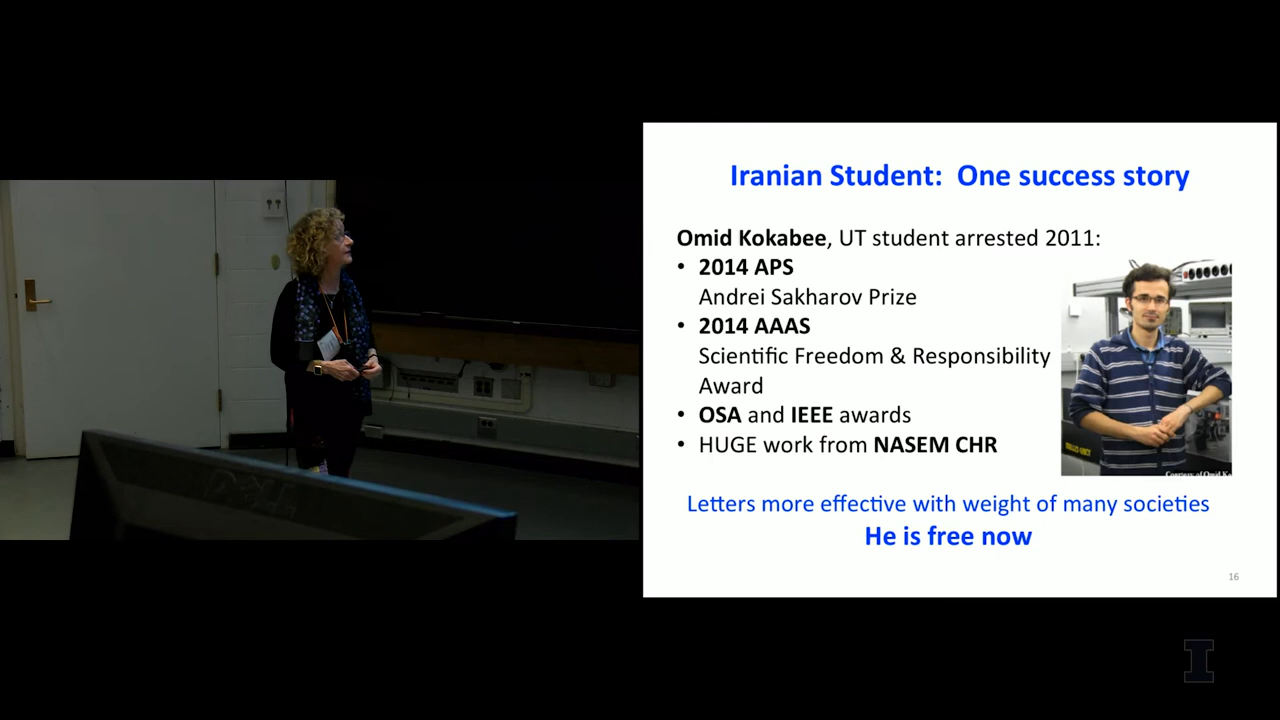 Iranian Student: One success story
Omid Kokabee, UT student arrested 2011:
• 2014 APS
Andrei Sakharov Prize
• 2014 AAAS
Scientific Freedom & Responsibility
Award
• OSA and IEEE awards
• HUGE work from NASEM CHR
Letters more effective with weight of many societies
He is free now
16